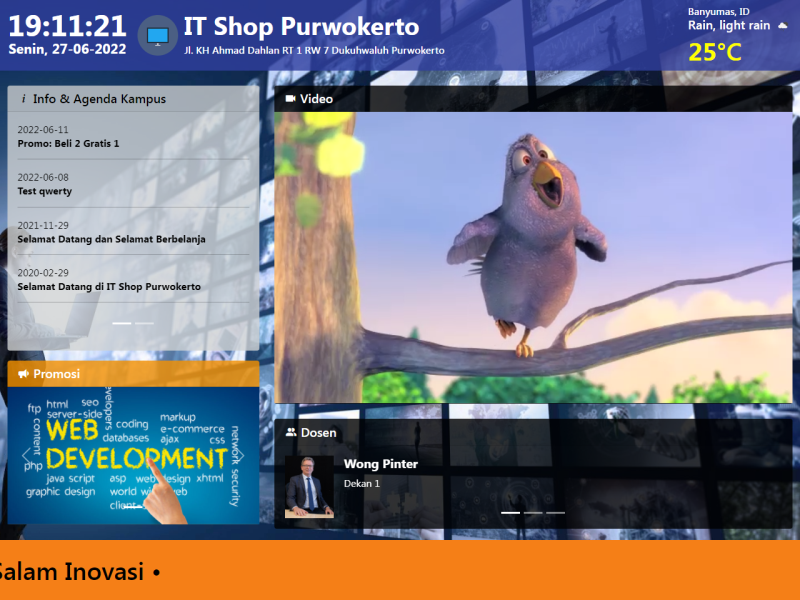 19:11:21
Senin, 27-06-2022
IT Shop Purwokerto
Jl. KH Ahmad Dahlan RT 1 RW 7 Dukuhwaluh Purwokerto
Banyumas, ID
Rain, light rain
25°C
i Info & Agenda Kampus
2022-06-11
Promo: Beli 2 Gratis 1
2022-06-08
Test qwerty
2021-11-29
Selamat Datang dan Selamat Berbelanja
2020-02-29
Selamat Datang di IT Shop Purwokerto
Video
Promosi
ftp html seo
server-side
developers
content
WEB
coding
markup
e-commerce
databases ajax css
php
DEVELOPMENT
network security
java script asp web design xhtml
graphic design world web
client-s
Dosen
Wong Pinter
Dekan 1
Salam Inovasi •